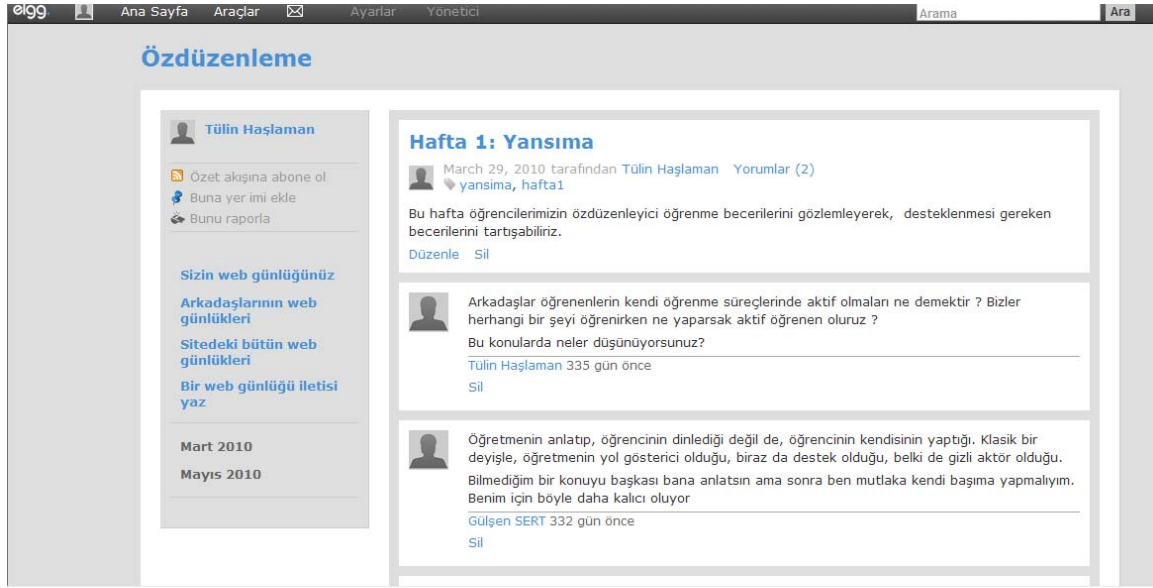 elgg. Ana Sayfa Araçlar Ayarlar Yönetici Arama Ara
Özdüzenleme
Tülin Haşlaman
Özet akışına abone ol
Buna yer imi ekle
Bunu raporla
Sizin web günlüğünüz
Arkadaşlarının web
günlükleri
Sitedeki bütün web
günlükleri
Bir web günlüğü iletisi
yaz
Mart 2010
Mayıs 2010
Hafta 1: Yansıma
March 29, 2010 tarafından Tülin Haşlaman Yorumlar (2)
yansima, hafta1
Bu hafta öğrencilerimizin özdüzenleyici öğrenme becerilerini gözlemleyerek, desteklenmesi gereken
becerilerini tartışabiliriz.
Düzenle Sil
Arkadaşlar öğrenenlerin kendi öğrenme süreçlerinde aktif olmaları ne demektir ? Bizler
herhangi bir şeyi öğrenirken ne yaparsak aktif öğrenen oluruz ?
Bu konularda neler düşünüyorsunuz?
Tülin Haşlaman 335 gün önce
Sil
Öğretmenin anlatıp, öğrencinin dinlediği değil de, öğrencinin kendisinin yaptığı. Klasik bir
deyişle, öğretmenin yol gösterici olduğu, biraz da destek olduğu, belki de gizli aktör olduğu.
Bilmediğim bir konuyu başkası bana anlatsın ama sonra ben mutlaka kendi başıma yapmalıyım.
Benim için böyle daha kalıcı oluyor
Gülşen SERT 332 gün önce
Sil